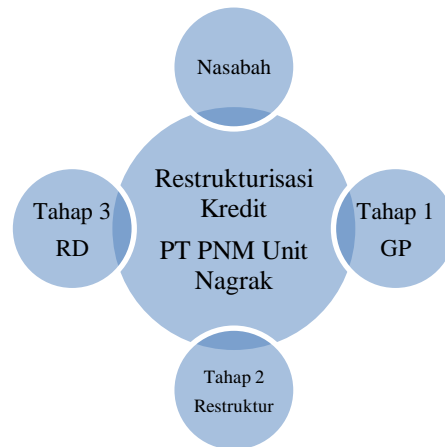 Nasabah
Restrukturisasi
Kredit
PT PNM Unit
Nagrak
Tahap 1
GP
Tahap 2
Restruktur
Tahap 3
RD